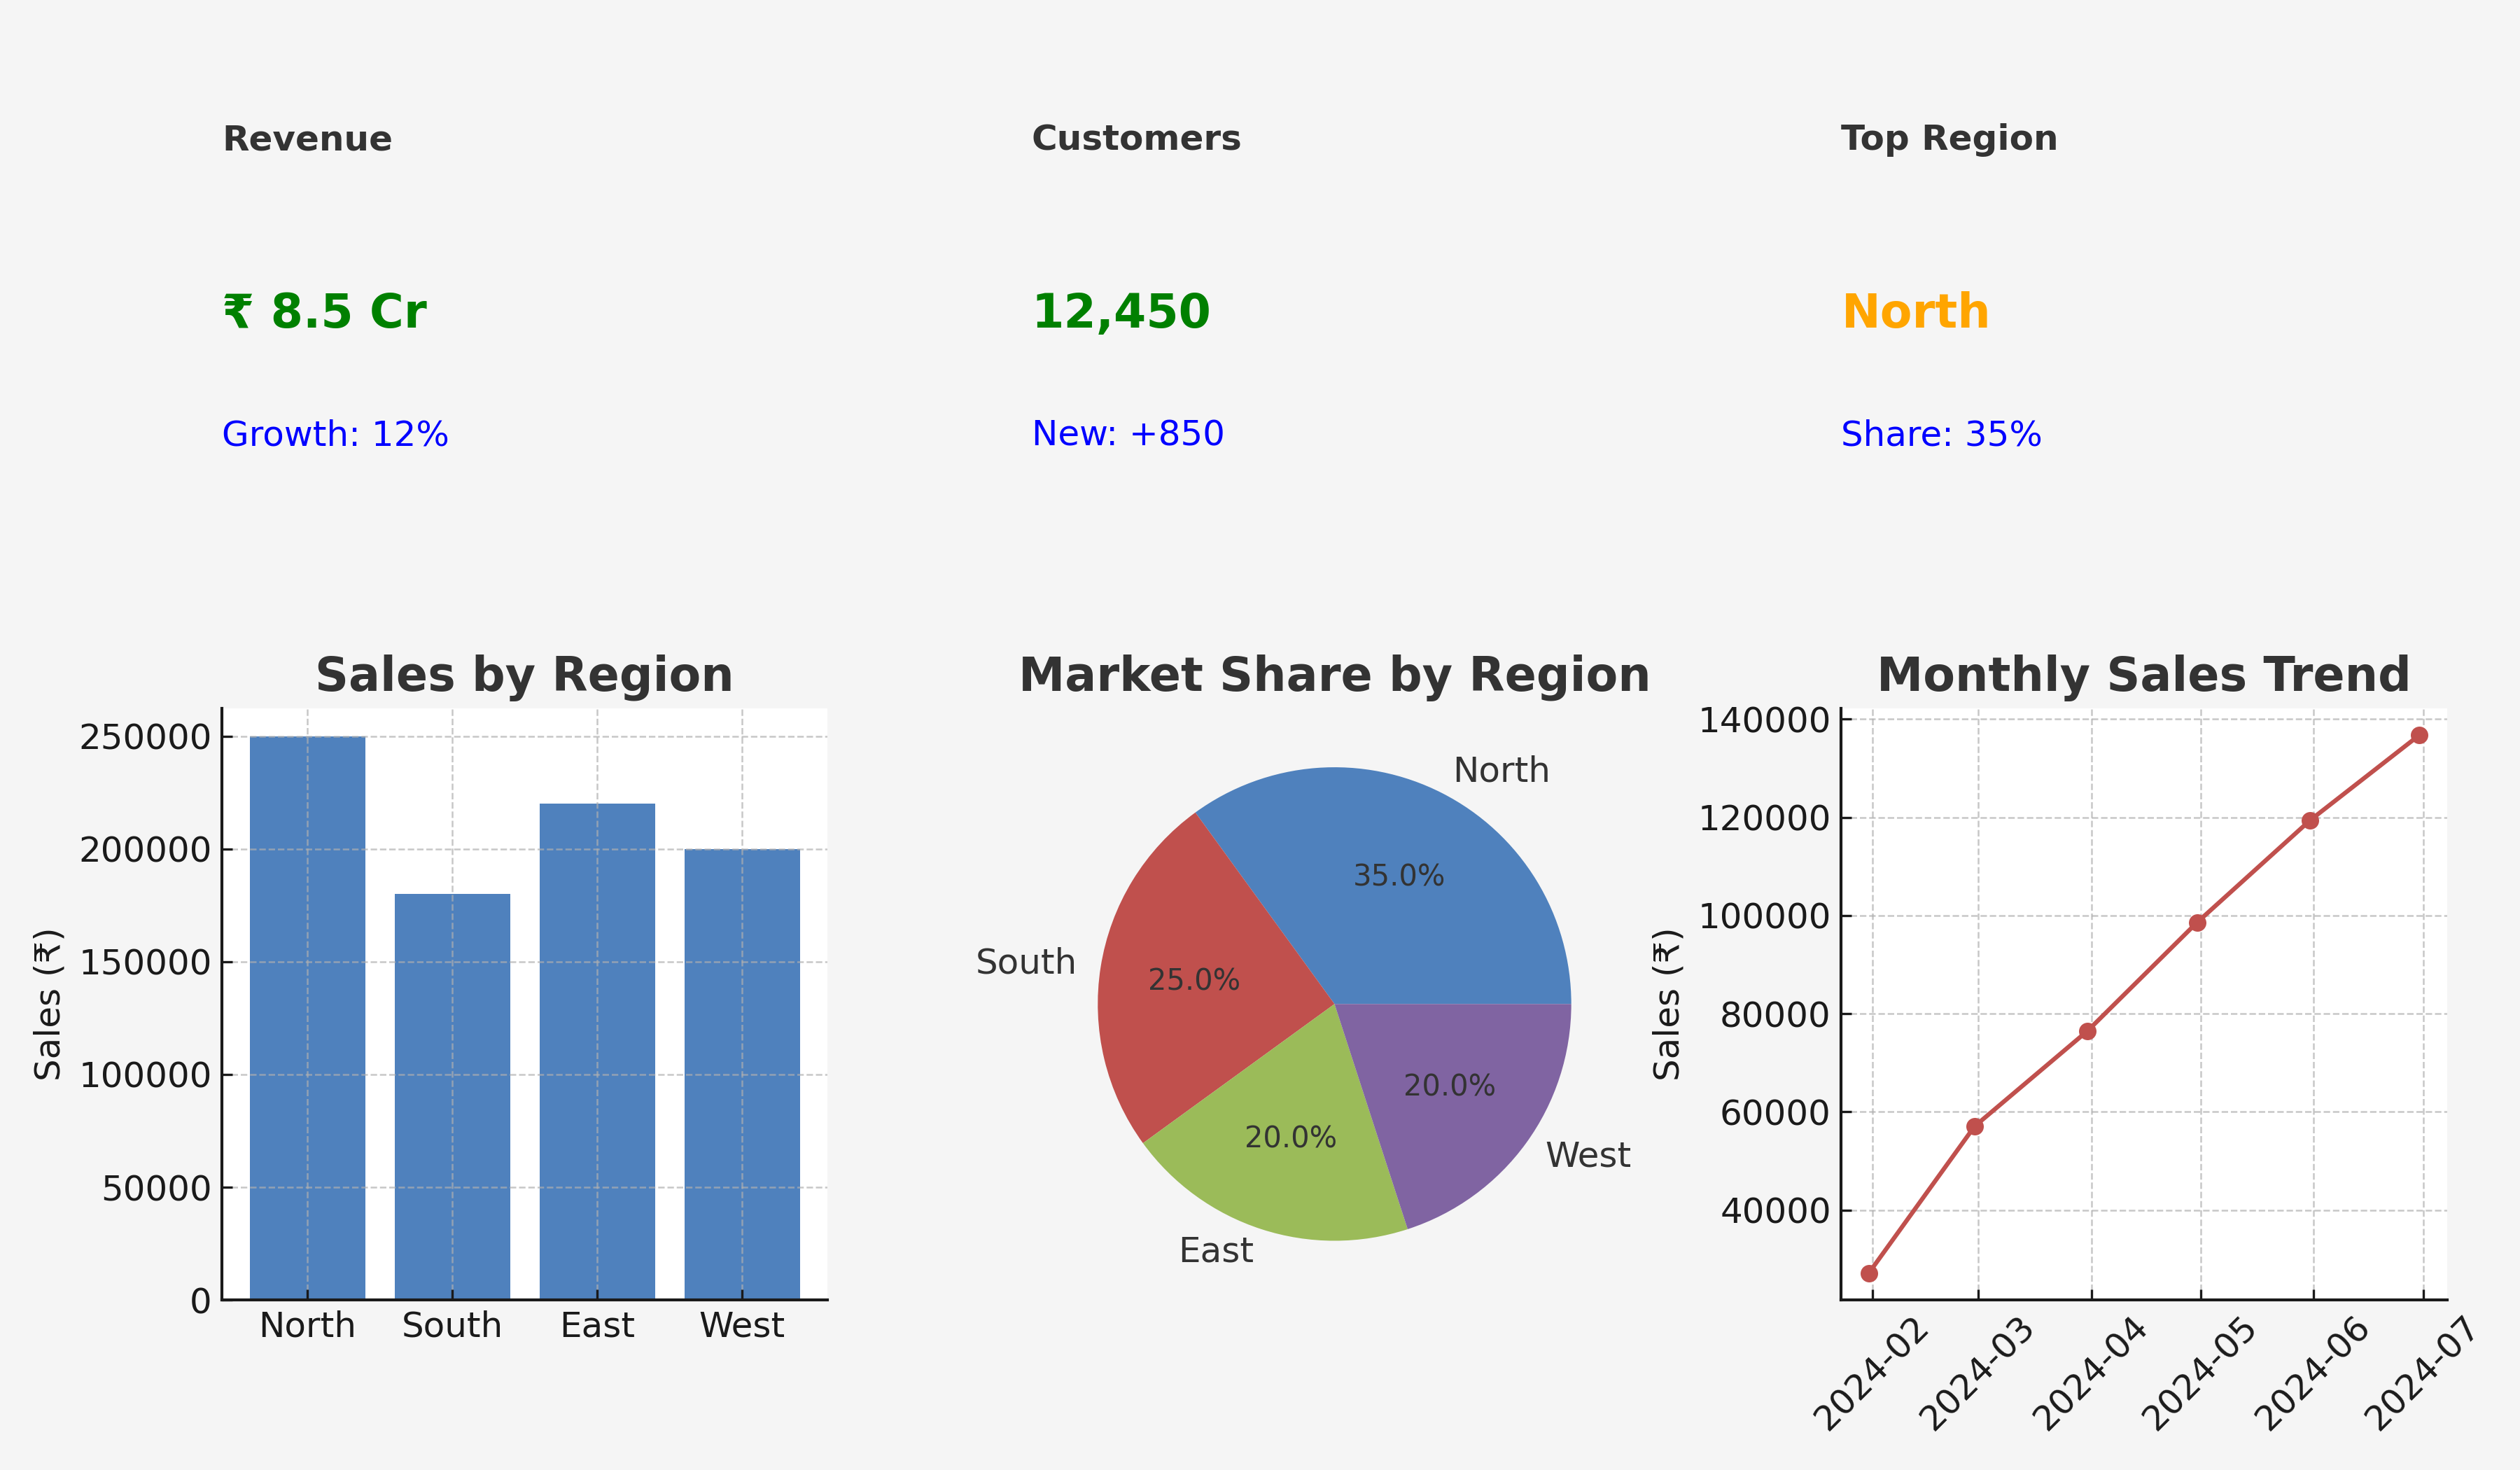 Revenue
₹ 8.5 Cr
Growth: 12%
Customers
12,450
New: +850
Top Region
North
Share: 35%
Sales by Region
Sales (₹)
250000
200000
150000
100000
50000
0
North
South
East
West
Market Share by Region
North
35.0%
South
25.0%
20.0%
East
20.0%
West
Monthly Sales Trend
Sales (₹)
140000
120000
100000
80000
60000
40000
2024-02
2024-03
2024-04
2024-05
2024-06
2024-07